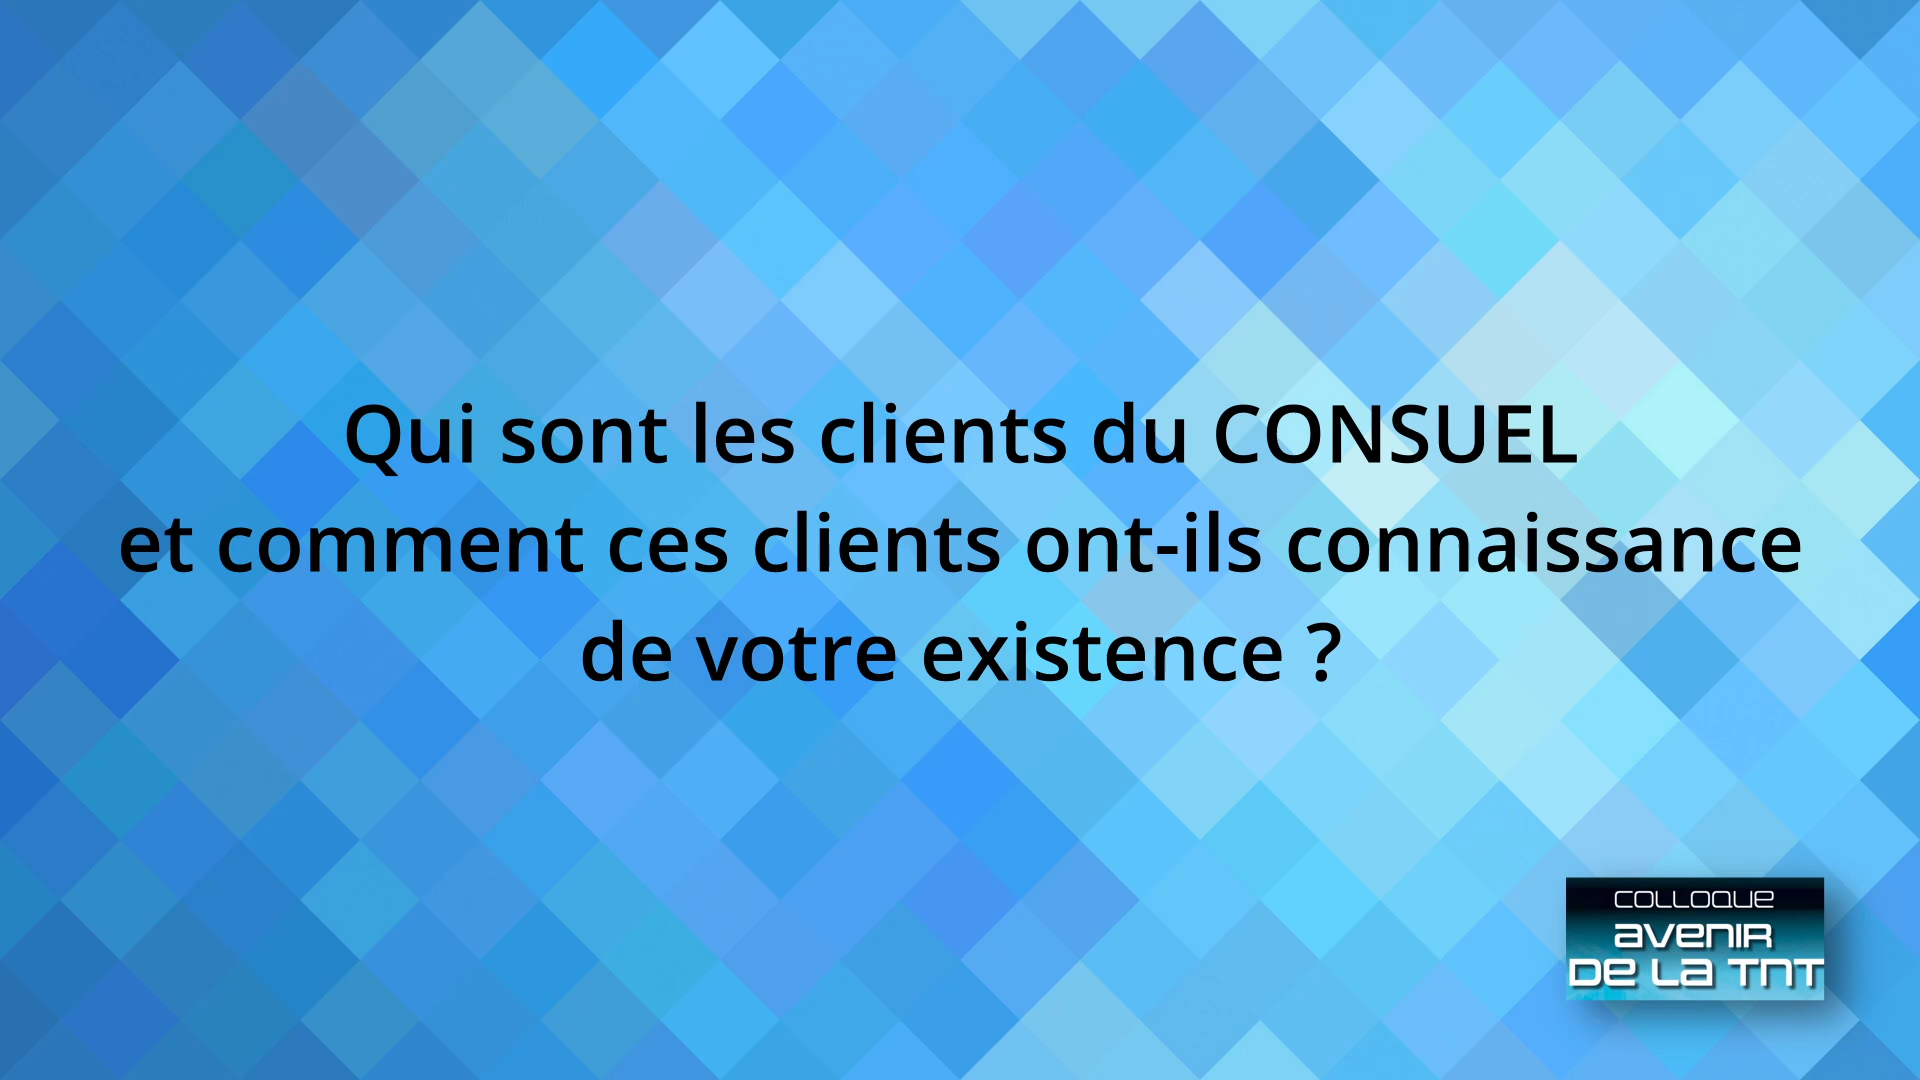 Qui sont les clients du CONSUEL
et comment ces clients ont-ils connaissance
de votre existence ?
COLLOQUE
AVENIR
DE LA TNT